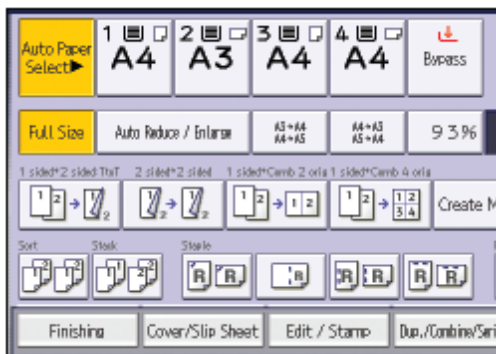 Auto Paper
Select▶
1
A4
2
A3
3
A4
4
A4
Bypass
Full Size
Auto Reduce / Enlarge
A3→A4
A4→A5
A4→A3
A5→A4
93%
1 sided→2 sided:TtoT
2 sided→2 sided
1 sided→Comb 2 orig
1 sided→Comb 4 orig
Create M
Sort
Stack
Staple
Finishing
Cover/Slip Sheet
Edit / Stamp
Dup./Combine/Seri